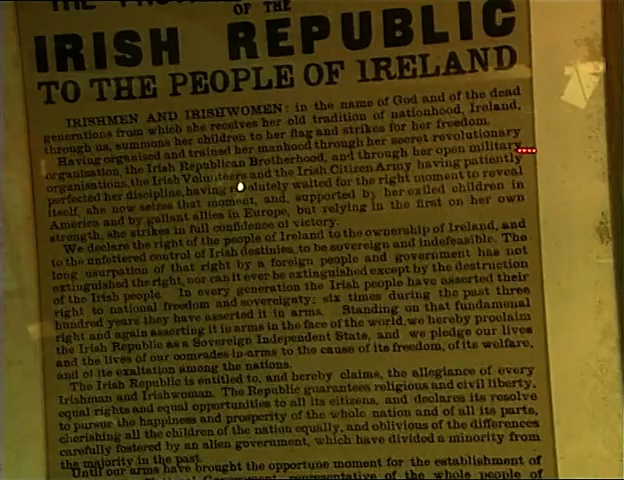 THE PROV
OF THE
IRISH REPUBLIC
TO THE PEOPLE OF IRELAND
IRISHMEN AND IRISHWOMEN: in the name of God and of the dead
generations from which she receives her old tradition of nationhood, Ireland,
through us, summons her children to her flag and strikes for her freedom.
Having organised and trained her manhood through her secret revolutionary
organisation, the Irish Republican Brotherhood, and through her open military
organisations, the Irish Volunteers and the Irish Citizen Army, having patiently
perfected her discipline, having resolutely waited for the right moment to reveal
itself, she now seizes that moment, and, supported by her exiled children in
America and by gallant allies in Europe, but relying in the first on her own
strength, she strikes in full confidence of victory.
We declare the right of the people of Ireland to the ownership of Ireland, and
to the unfettered control of Irish destinies, to be sovereign and indefeasible. The
long usurpation of that right by a foreign people and government has not
extinguished the right, nor can it ever be extinguished except by the destruction
of the Irish people. In every generation the Irish people have asserted their
right to national freedom and sovereignty; six times during the past three
hundred years they have asserted it in arms. Standing on that fundamental
right and again asserting it in arms in the face of the world, we hereby proclaim
the Irish Republic as a Sovereign Independent State, and we pledge our lives
and the lives of our comrades-in-arms to the cause of its freedom, of its welfare,
and of its exaltation among the nations.
The Irish Republic is entitled to, and hereby claims, the allegiance of every
Irishman and Irishwoman. The Republic guarantees religious and civil liberty,
equal rights and equal opportunities to all its citizens, and declares its resolve
to pursue the happiness and prosperity of the whole nation and of all its parts,
cherishing all the children of the nation equally, and oblivious of the differences
carefully fostered by an alien government, which have divided a minority from
the majority in the past.
Until our arms have brought the opportune moment for the establishment of
National Government, representative of the whole people of